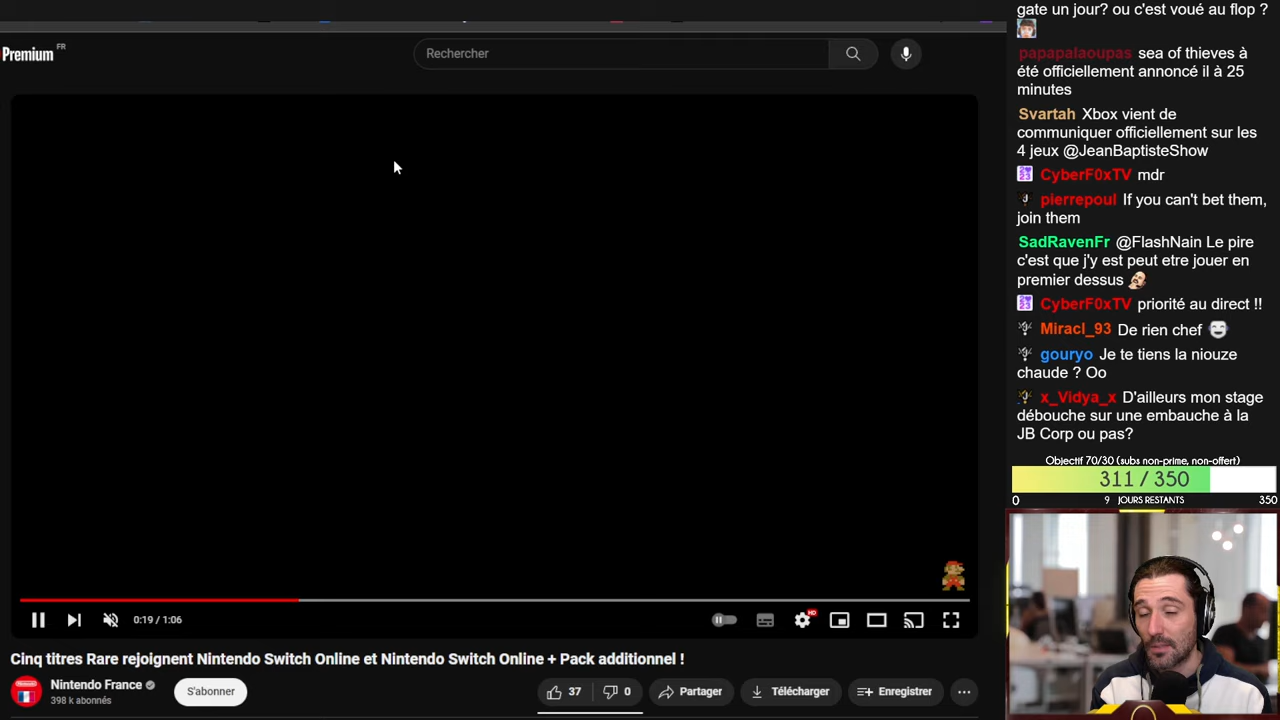 Premium FR
Rechercher
0:19 / 1:06
HD
Cinq titres Rare rejoignent Nintendo Switch Online et Nintendo Switch Online + Pack additionnel !
Nintendo France
398 k abonnés
S'abonner
37
0
Partager
Télécharger
Enregistrer
gate un jour? ou c'est voué au flop ?
papapalaoupas sea of thieves à
été officiellement annoncé il à 25
minutes
Svartah Xbox vient de
communiquer officiellement sur les
4 jeux @JeanBaptisteShow
CyberF0xTV mdr
pierrepoul If you can't bet them,
join them
SadRavenFr @FlashNain Le pire
c'est que j'y est peut etre jouer en
premier dessus
CyberF0xTV priorité au direct !!
Miracl_93 De rien chef
gouryo Je te tiens la niouze
chaude ? Oo
x_Vidya_x D'ailleurs mon stage
débouche sur une embauche à la
JB Corp ou pas?
Objectif 70/30 (subs non-prime, non-offert)
311 / 350
0 9 JOURS RESTANTS 350